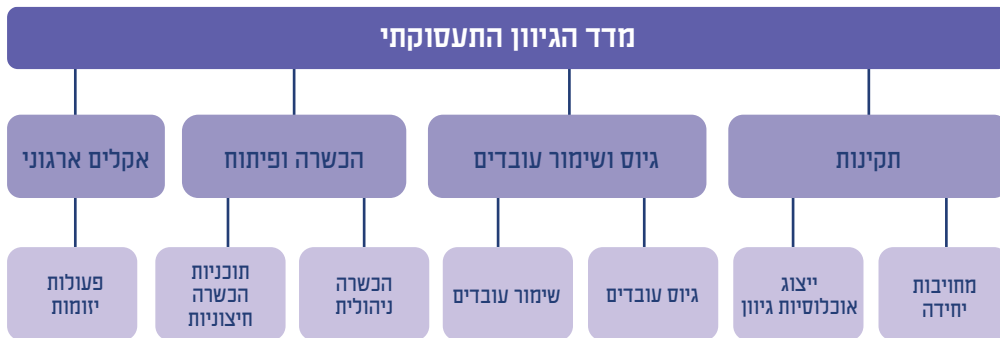 מדד הגיוון התעסוקתי
תקינות
גיוס ושימור עובדים
הכשרה ופיתוח
אקלים ארגוני
מחויבות
יחידה
ייצוג
אוכלוסיות גיוון
גיוס עובדים
שימור עובדים
הכשרה
ניהולית
תוכניות
הכשרה
חיצוניות
פעולות
יזומות